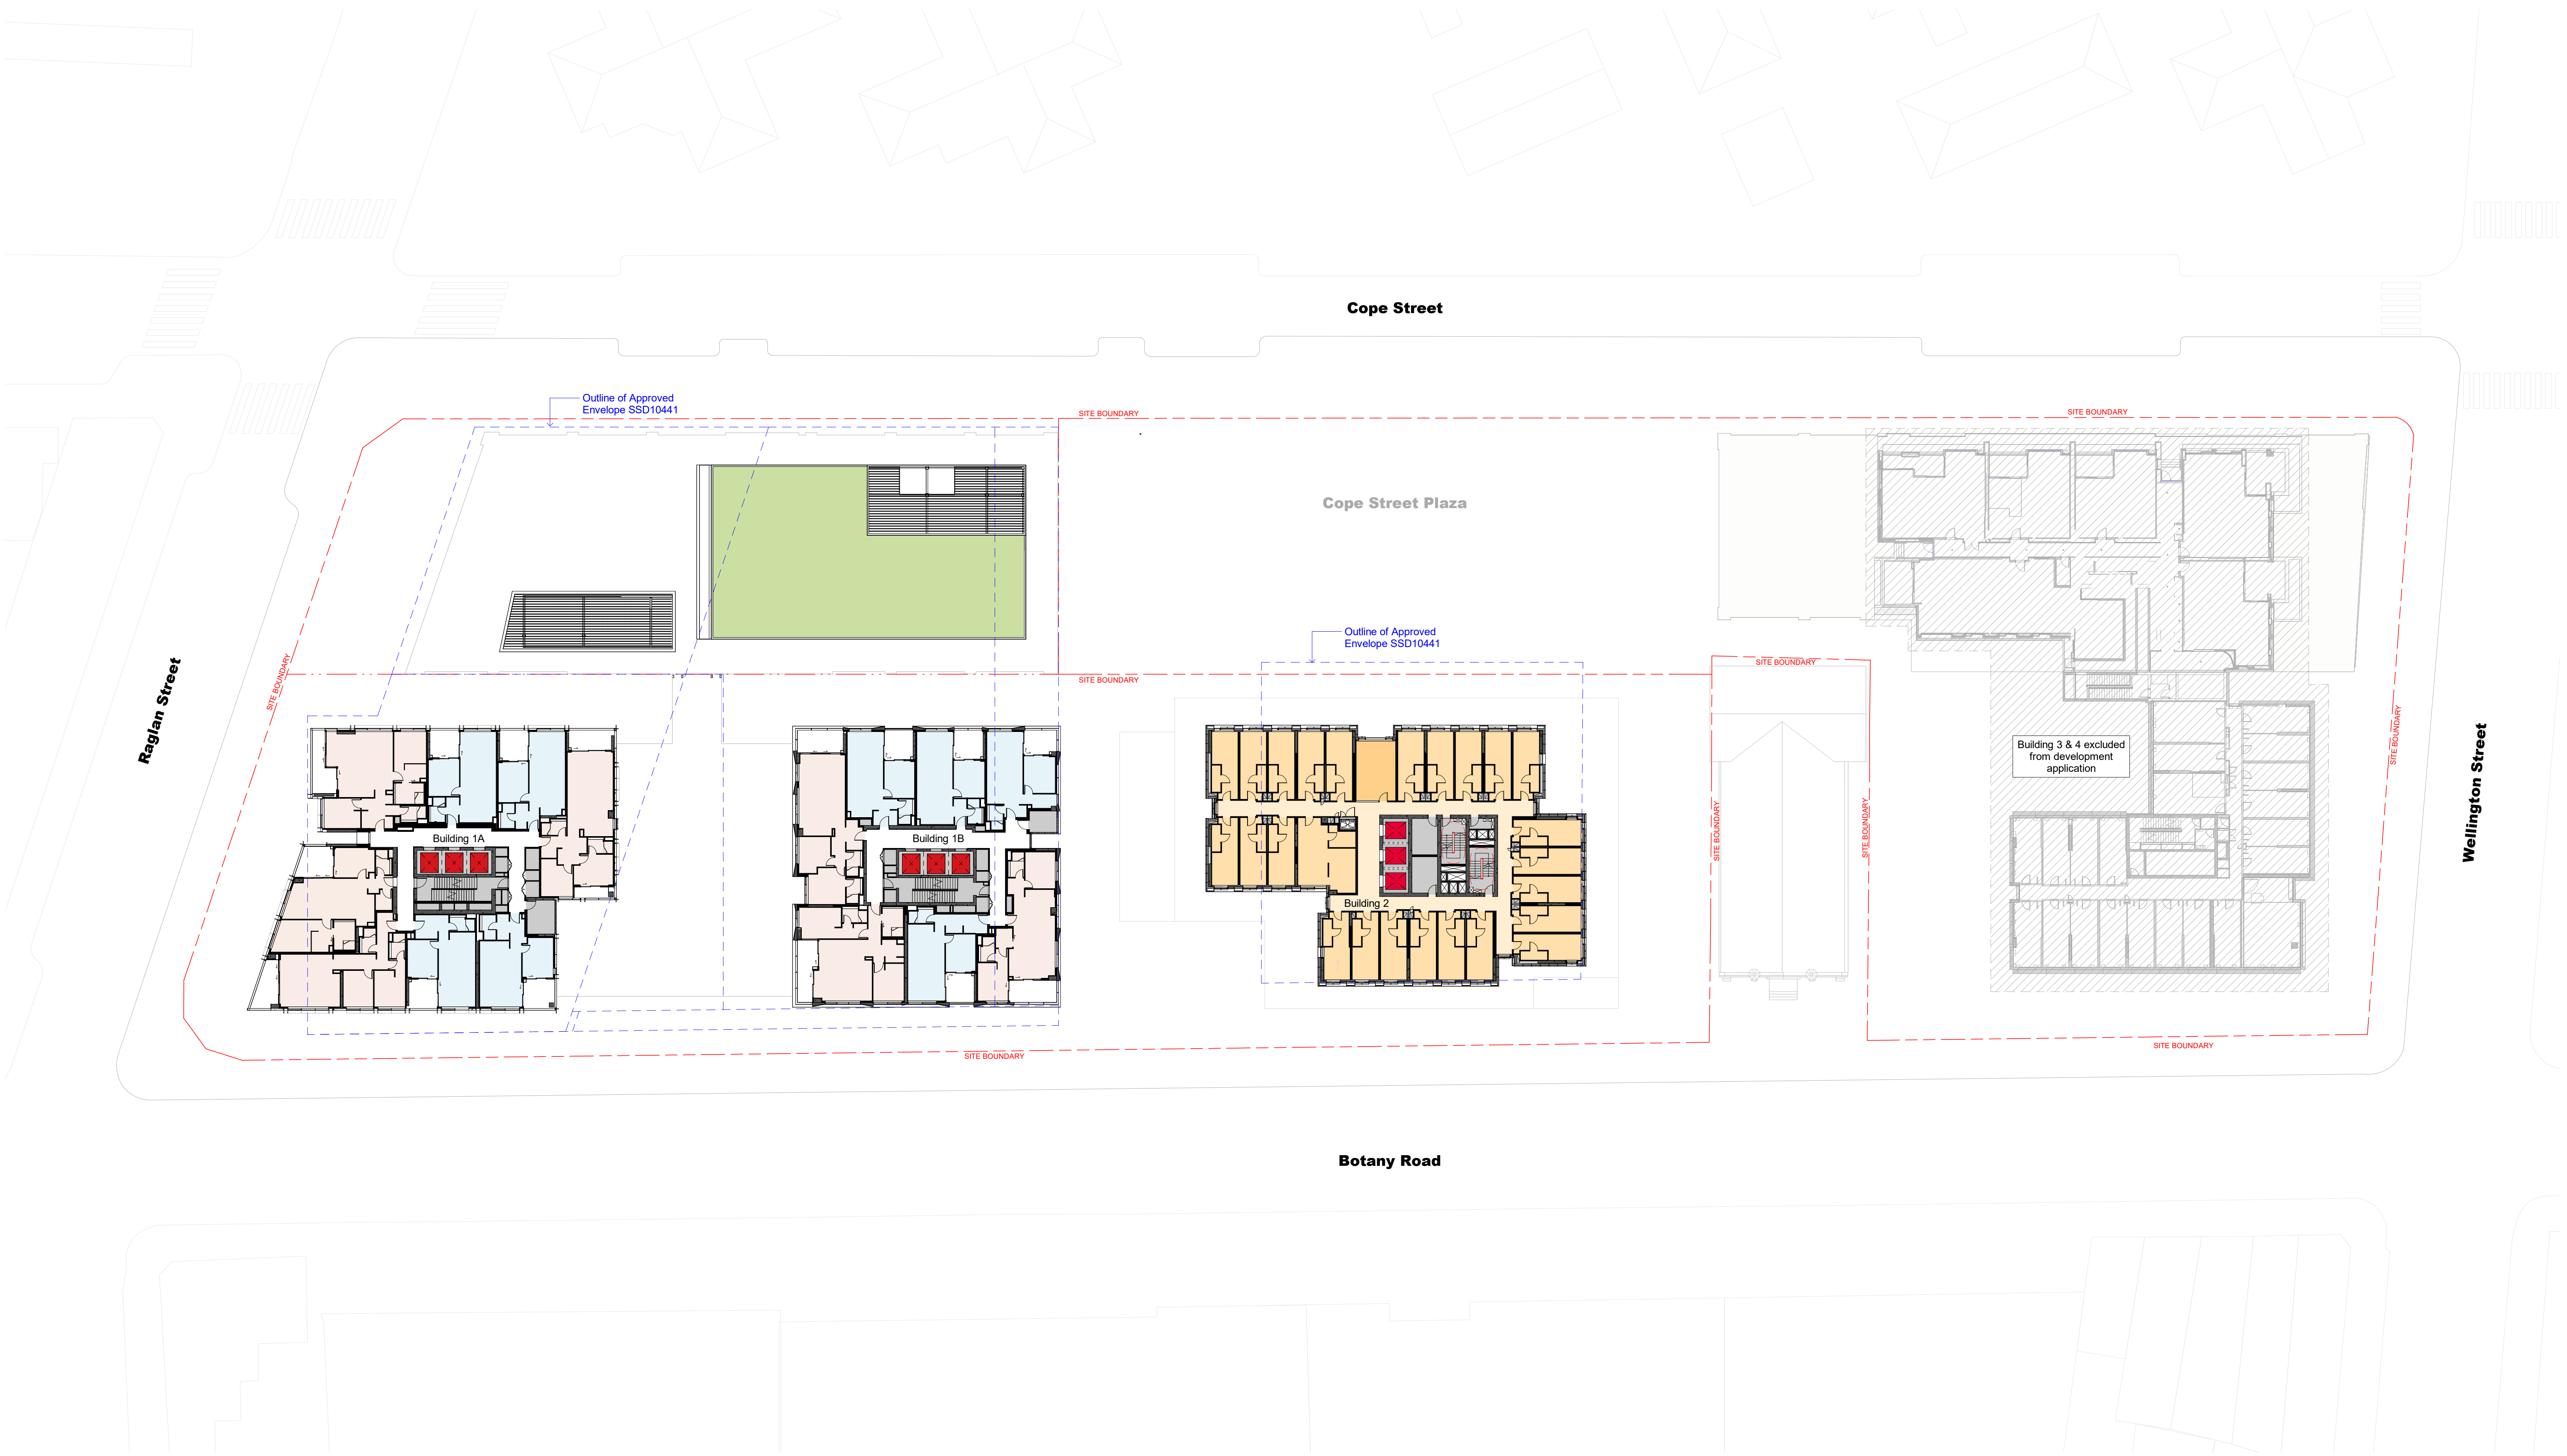 Cope Street
Outline of Approved
Envelope SSD10441
SITE BOUNDARY
SITE BOUNDARY
Cope Street Plaza
Outline of Approved
Envelope SSD10441
SITE BOUNDARY
SITE BOUNDARY
SITE BOUNDARY
Raglan Street
SITE BOUNDARY
Building 3 & 4 excluded
from development
application
Wellington Street
Building 1A
Building 1B
SITE BOUNDARY
SITE BOUNDARY
Building 2
SITE BOUNDARY
SITE BOUNDARY
Botany Road